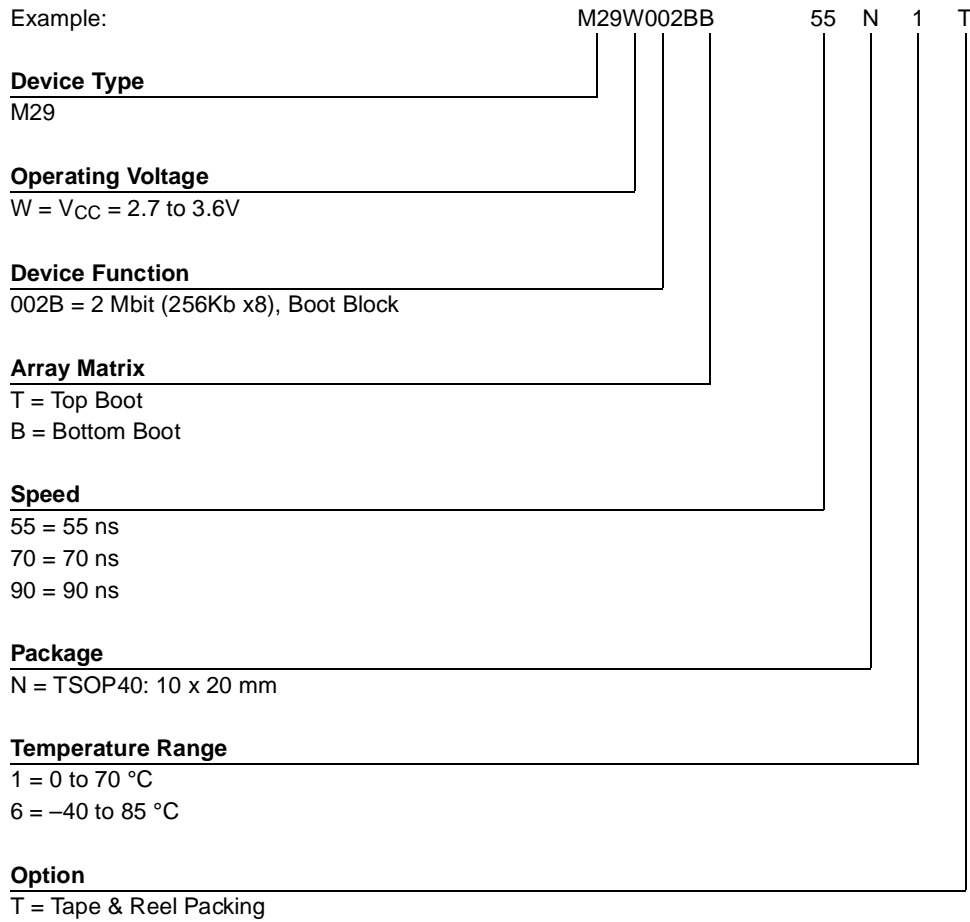 Example: M29W002BB 55 N 1 T
Device Type
M29
Operating Voltage
W = VCC = 2.7 to 3.6V
Device Function
002B = 2 Mbit (256Kb x8), Boot Block
Array Matrix
T = Top Boot
B = Bottom Boot
Speed
55 = 55 ns
70 = 70 ns
90 = 90 ns
Package
N = TSOP40: 10 x 20 mm
Temperature Range
1 = 0 to 70 °C
6 = –40 to 85 °C
Option
T = Tape & Reel Packing